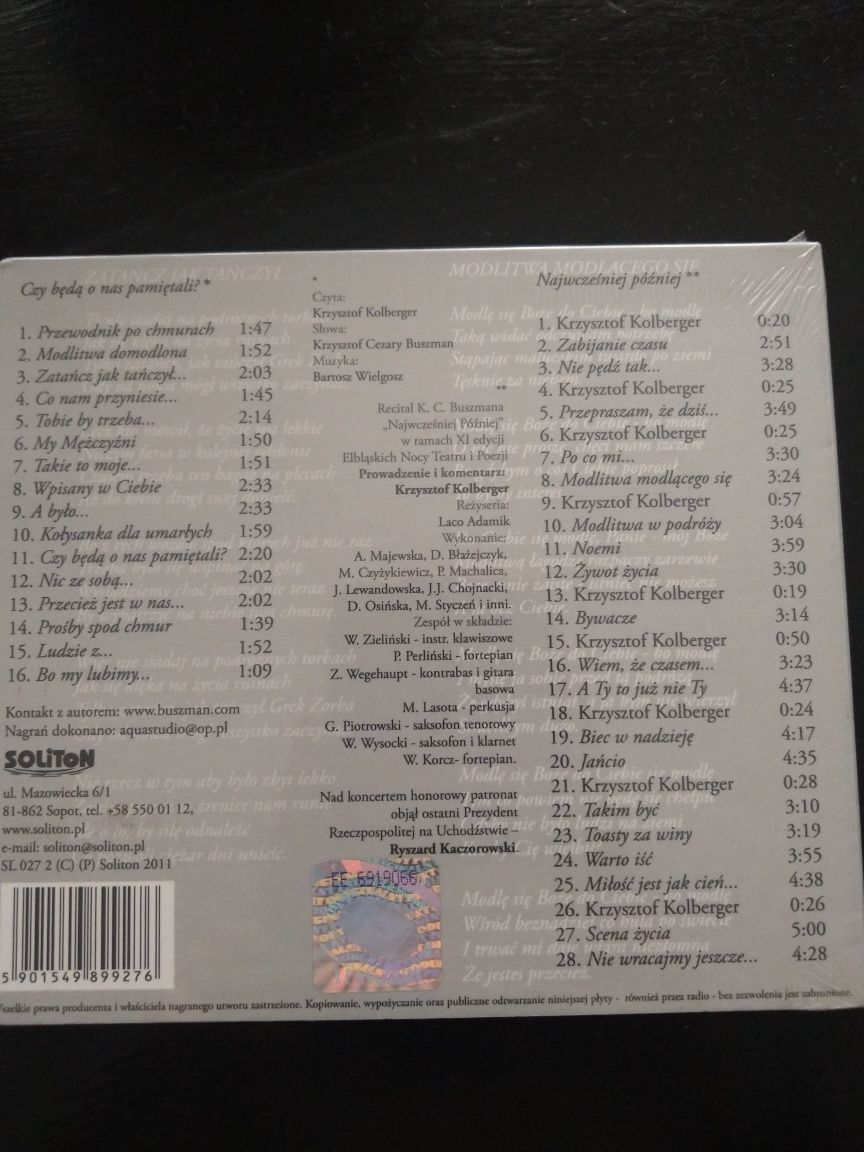 Czy będą o nas pamiętali? *
1. Przewodnik po chmurach 1:47
2. Modlitwa domodlona 1:52
3. Zatańcz jak tańczył... 2:03
4. Co nam przyniesie... 1:45
5. Tobie by trzeba... 2:14
6. My Mężczyźni 1:50
7. Takie to moje... 1:51
8. Wpisany w Ciebie 2:33
9. A było... 2:33
10. Kołysanka dla umarłych 1:59
11. Czy będą o nas pamiętali? 2:20
12. Nic ze sobą... 2:02
13. Przecież jest w nas... 2:02
14. Prośby spod chmur 1:39
15. Ludzie z... 1:52
16. Bo my lubimy... 1:09
Kontakt z autorem: www.buszman.com
Nagrań dokonano: aquastudio@op.pl
SOLITON
ul. Mazowiecka 6/1
81-862 Sopot, tel. +58 550 01 12,
www.soliton.pl
e-mail: soliton@soliton.pl
SL 027 2 (C) (P) Soliton 2011
5 901549 899276
*
Czyta:
Krzysztof Kolberger
Słowa:
Krzysztof Cezary Buszman
Muzyka:
Bartosz Wielgosz
**
Recital K. C. Buszmana
„Najwcześniej Później"
w ramach XI edycji
Elbląskich Nocy Teatru i Poezji
Prowadzenie i komentarz:
Krzysztof Kolberger
Reżyseria:
Laco Adamik
Wykonanie:
A. Majewska, D. Błażejczyk,
M. Czyżykiewicz, P. Machalica,
J. Lewandowska, J.J. Chojnacki,
D. Osińska, M. Styczeń i inni.
Zespół w składzie:
W. Zieliński - instr. klawiszowe
P. Perliński - fortepian
Z. Wegehaupt - kontrabas i gitara
basowa
M. Lasota - perkusja
G. Piotrowski - saksofon tenorowy
W. Wysocki - saksofon i klarnet
W. Korcz- fortepian.
Nad koncertem honorowy patronat
objął ostatni Prezydent
Rzeczpospolitej na Uchodźstwie –
Ryszard Kaczorowski.
EE 6919066
MODLITWA MODLĄCEGO SIĘ
Najwcześniej później **
1. Krzysztof Kolberger 0:20
2. Zabijanie czasu 2:51
3. Nie pędź tak... 3:28
4. Krzysztof Kolberger 0:25
5. Przepraszam, że dziś... 3:49
6. Krzysztof Kolberger 0:25
7. Po co mi... 3:30
8. Modlitwa modlącego się 3:24
9. Krzysztof Kolberger 0:57
10. Modlitwa w podróży 3:04
11. Noemi 3:59
12. Żywot życia 3:30
13. Krzysztof Kolberger 0:19
14. Bywacze 3:14
15. Krzysztof Kolberger 0:50
16. Wiem, że czasem... 3:23
17. A Ty to już nie Ty 4:37
18. Krzysztof Kolberger 0:24
19. Biec w nadzieję 4:17
20. Jańcio 4:35
21. Krzysztof Kolberger 0:28
22. Takim być 3:10
23. Toasty za winy 3:19
24. Warto iść 3:55
25. Miłość jest jak cień... 4:38
26. Krzysztof Kolberger 0:26
27. Scena życia 5:00
28. Nie wracajmy jeszcze... 4:28
Że jesteś przecież
Wszelkie prawa producenta i właściciela nagranego utworu zastrzeżone. Kopiowanie, wypożyczanie oraz publiczne odtwarzanie niniejszej płyty - również przez radio - bez zezwolenia jest zabronione.